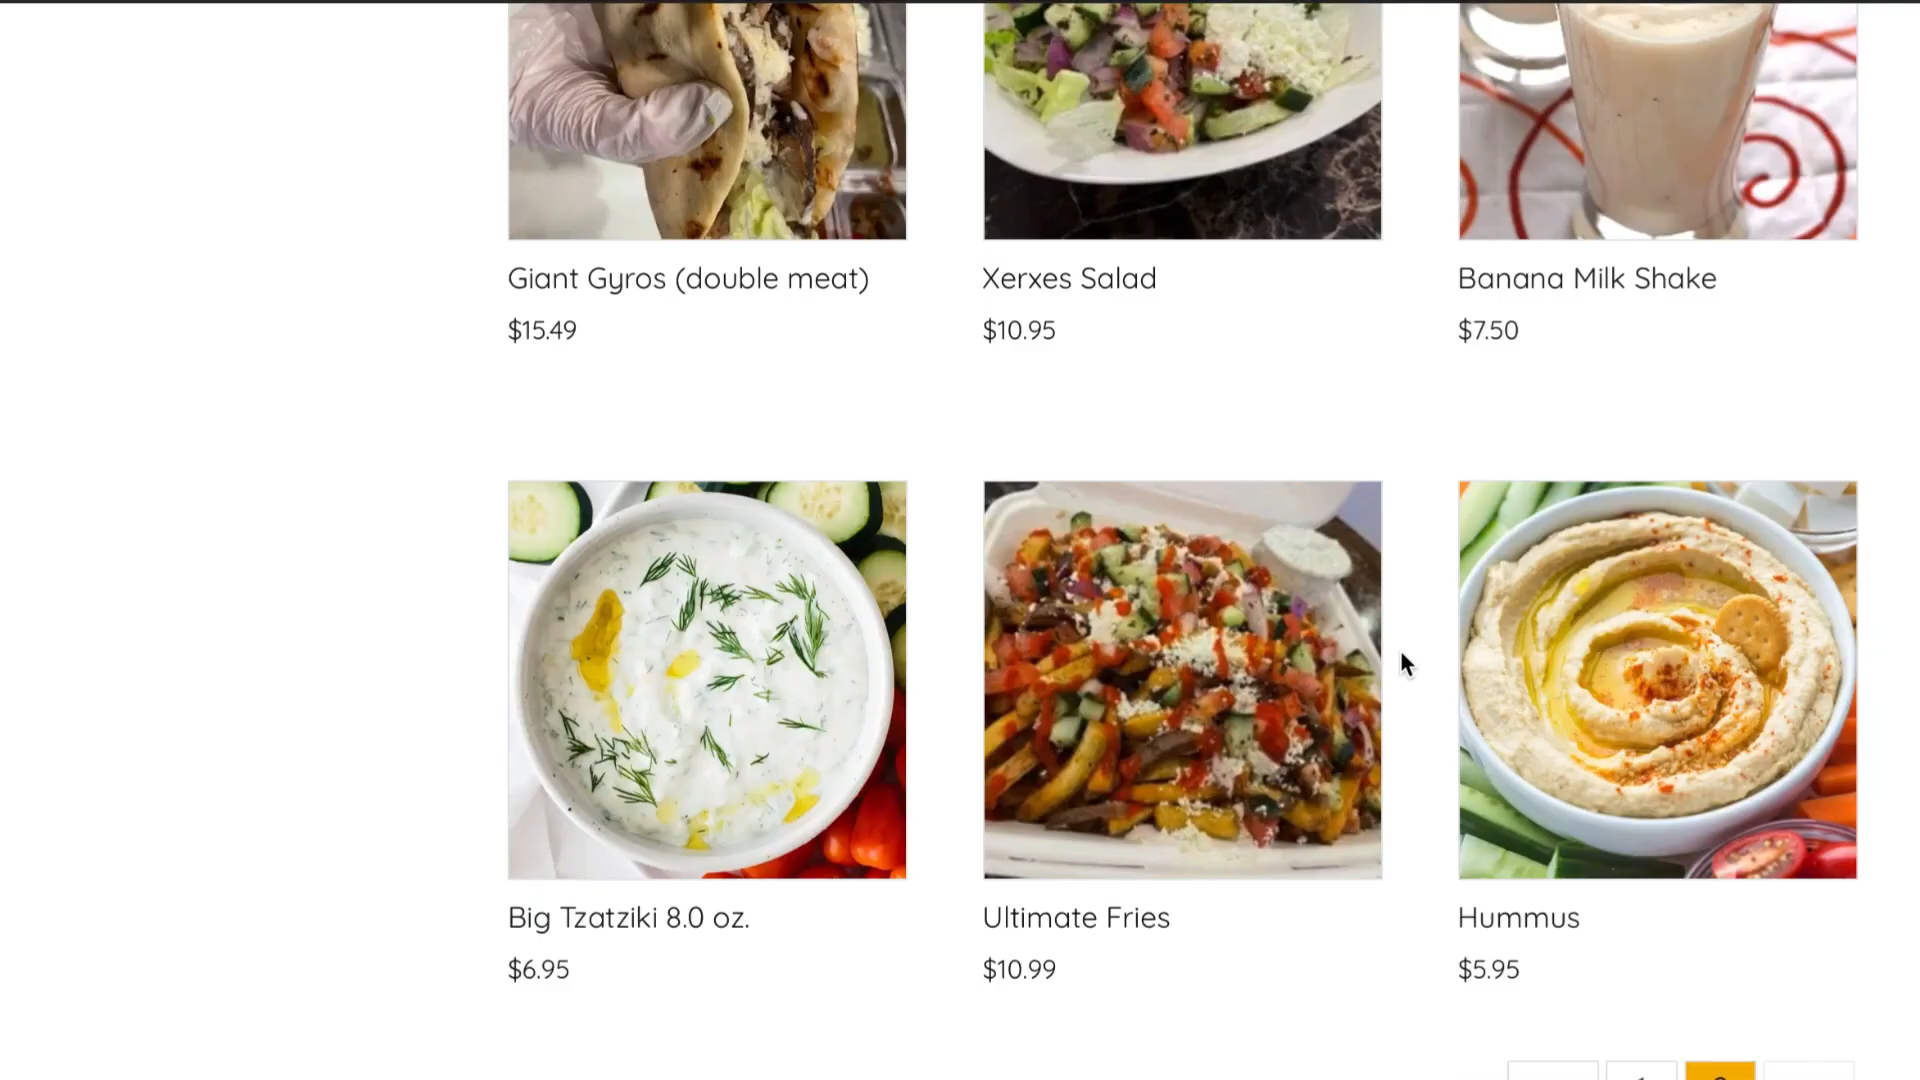 Giant Gyros (double meat)
$15.49
Xerxes Salad
$10.95
Banana Milk Shake
$7.50
Big Tzatziki 8.0 oz.
$6.95
Ultimate Fries
$10.99
Hummus
$5.95